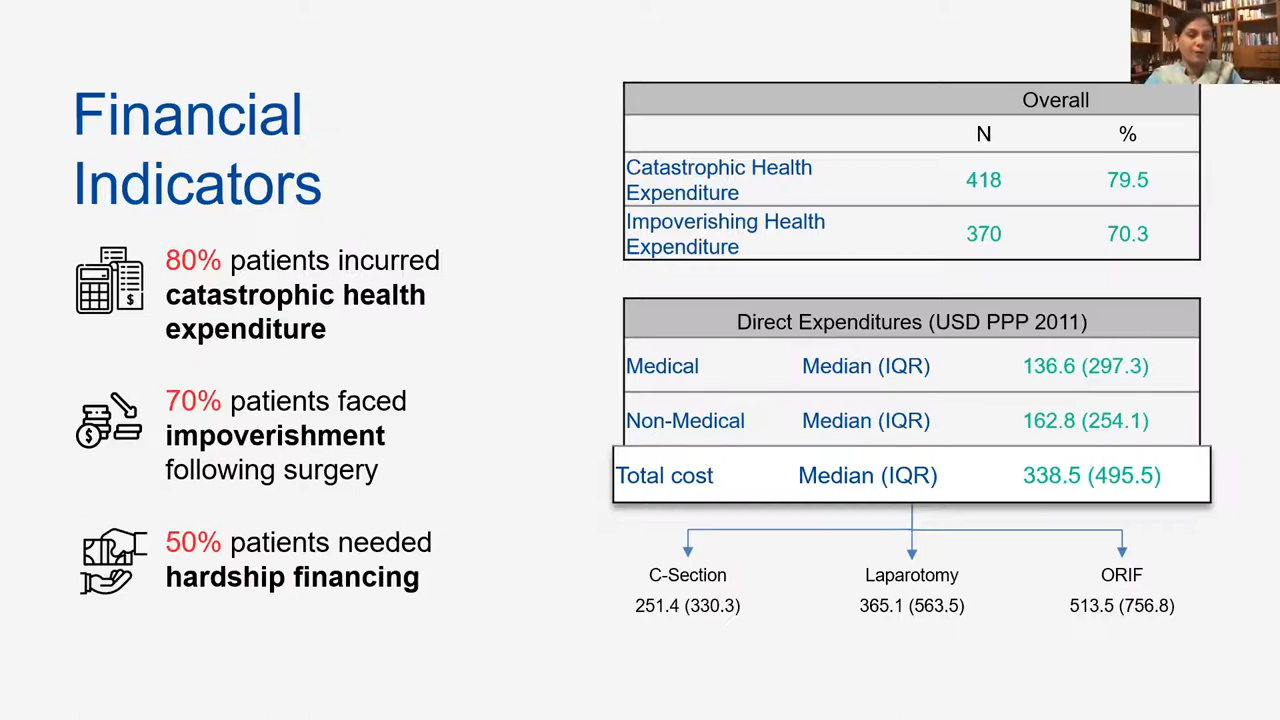 Financial
Indicators
80% patients incurred
catastrophic health
expenditure
70% patients faced
impoverishment
following surgery
50% patients needed
hardship financing
Overall
N %
Catastrophic Health
Expenditure 418 79.5
Impoverishing Health
Expenditure 370 70.3
Direct Expenditures (USD PPP 2011)
Medical Median (IQR) 136.6 (297.3)
Non-Medical Median (IQR) 162.8 (254.1)
Total cost Median (IQR) 338.5 (495.5)
C-Section Laparotomy ORIF
251.4 (330.3) 365.1 (563.5) 513.5 (756.8)